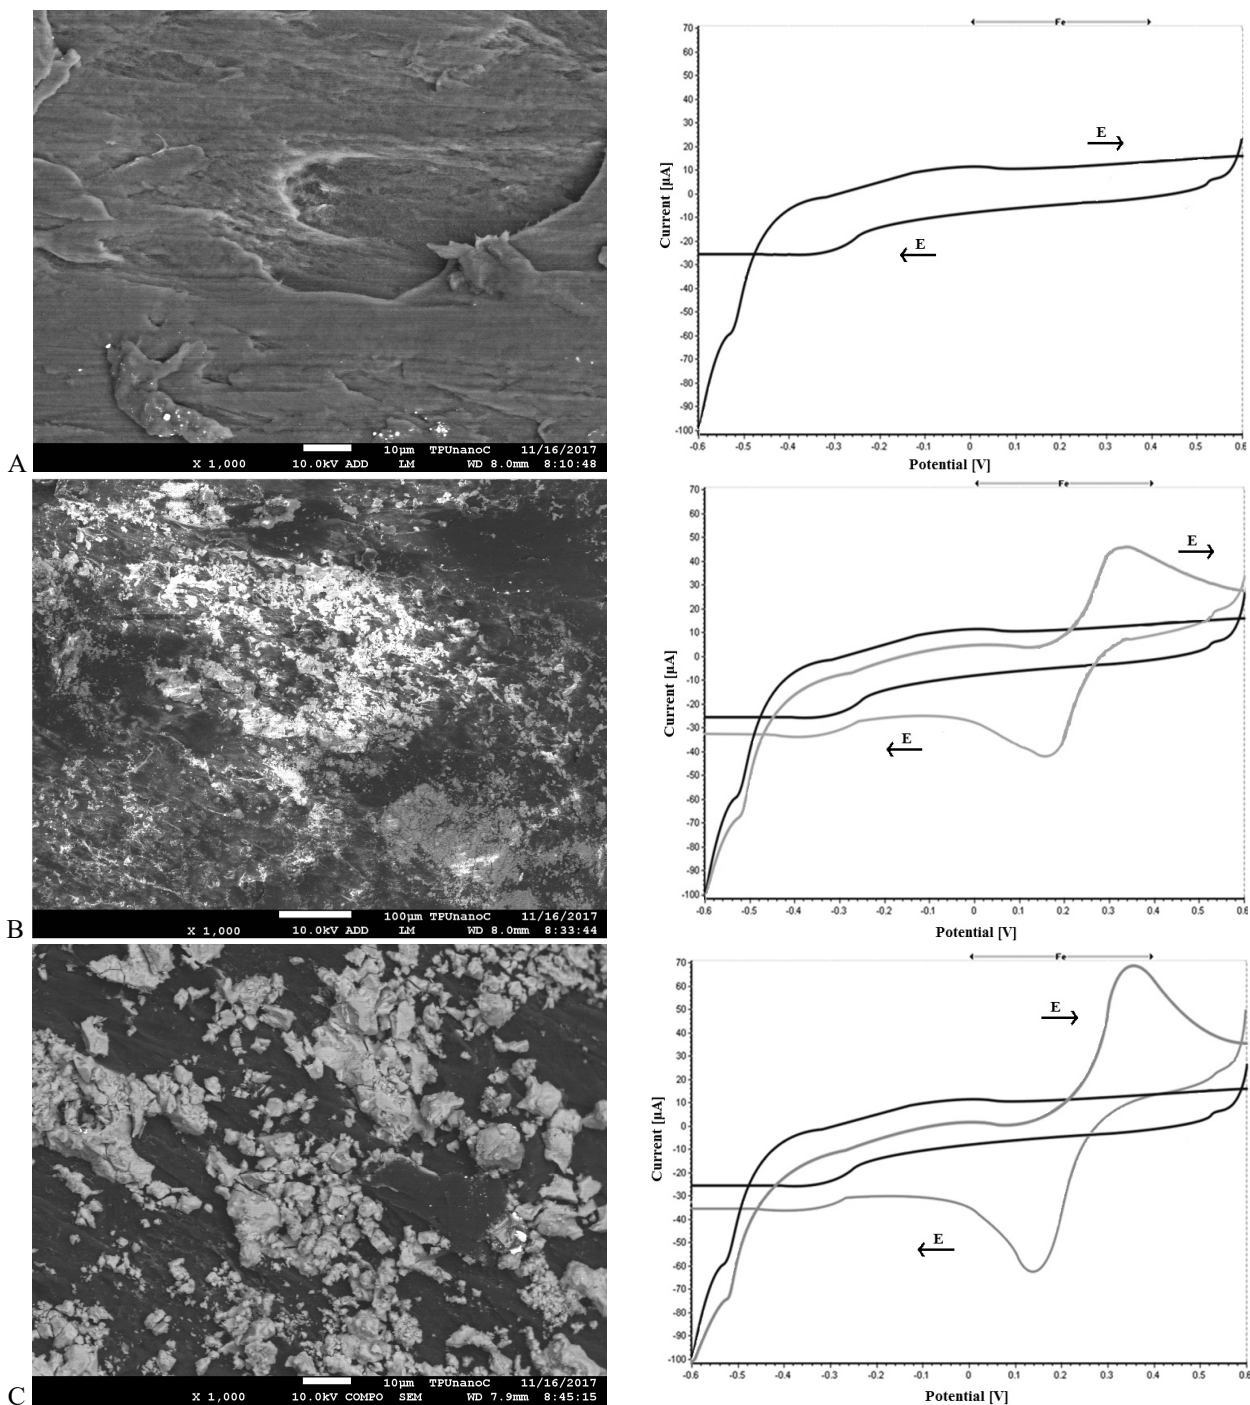 A
10µm TPUnanoC 11/16/2017
X 1,000 10.0kV ADD LM WD 8.0mm 8:10:48
Fe
70
60
50
40
30
20
10
0
-10
-20
-30
-40
-50
-60
-70
-80
-90
-100
Current [µA]
E
E
-0.6 -0.5 -0.4 -0.3 -0.2 -0.1 0 0.1 0.2 0.3 0.4 0.5 0.6
Potential [V]
B
100µm TPUnanoC 11/16/2017
X 1,000 10.0kV ADD LM WD 8.0mm 8:33:44
Fe
70
60
50
40
30
20
10
0
-10
-20
-30
-40
-50
-60
-70
-80
-90
-100
Current [µA]
E
E
-0.6 -0.5 -0.4 -0.3 -0.2 -0.1 0 0.1 0.2 0.3 0.4 0.5 0.6
Potential [V]
C
10µm TPUnanoC 11/16/2017
X 1,000 10.0kV COMPO SEM WD 7.9mm 8:45:15
Fe
70
60
50
40
30
20
10
0
-10
-20
-30
-40
-50
-60
-70
-80
-90
-100
Current [µA]
E
E
-0.6 -0.5 -0.4 -0.3 -0.2 -0.1 0 0.1 0.2 0.3 0.4 0.5 0.6
Potential [V]